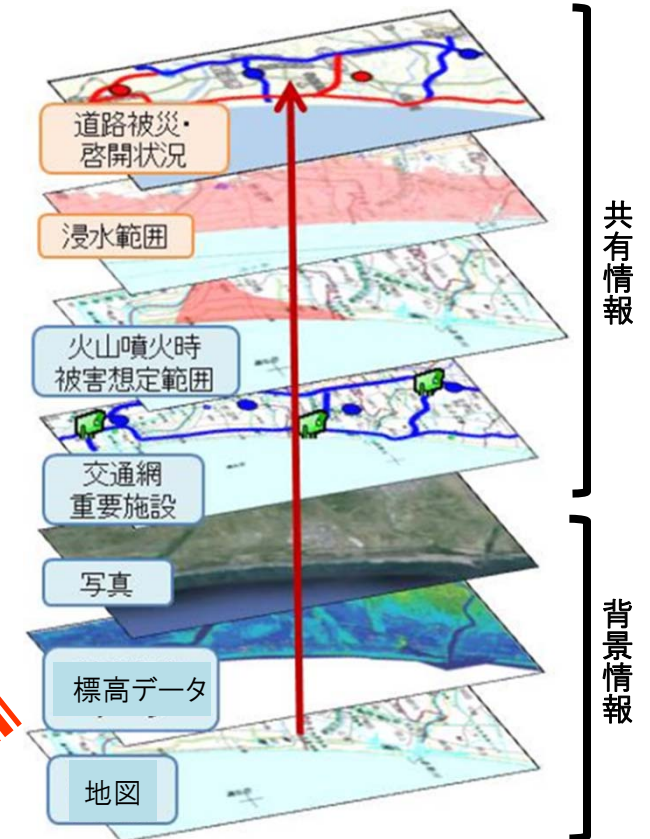 道路被災・
啓開状況
浸水範囲
火山噴火時
被害想定範囲
交通網
重要施設
写真
標高データ
地図
共有情報
背景情報